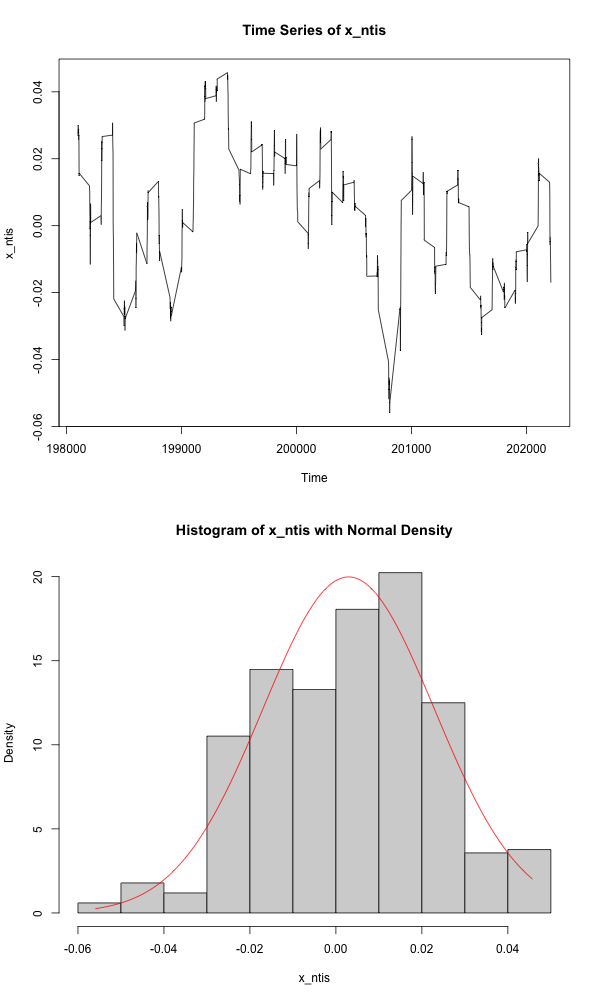 Time Series of x_ntis
x_ntis
0.04
0.02
0.00
-0.02
-0.04
-0.06
198000 199000 200000 201000 202000
Time
Histogram of x_ntis with Normal Density
Density
20
15
10
5
0
-0.06 -0.04 -0.02 0.00 0.02 0.04
x_ntis